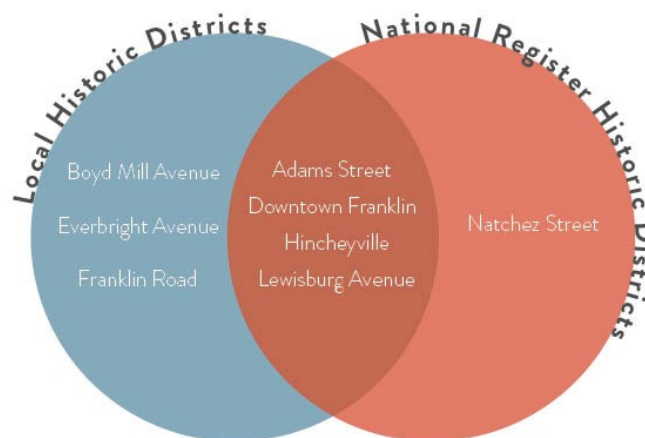 Local Historic Districts
National Register Historic Districts
Boyd Mill Avenue
Everbright Avenue
Franklin Road
Adams Street
Downtown Franklin
Hincheyville
Lewisburg Avenue
Natchez Street